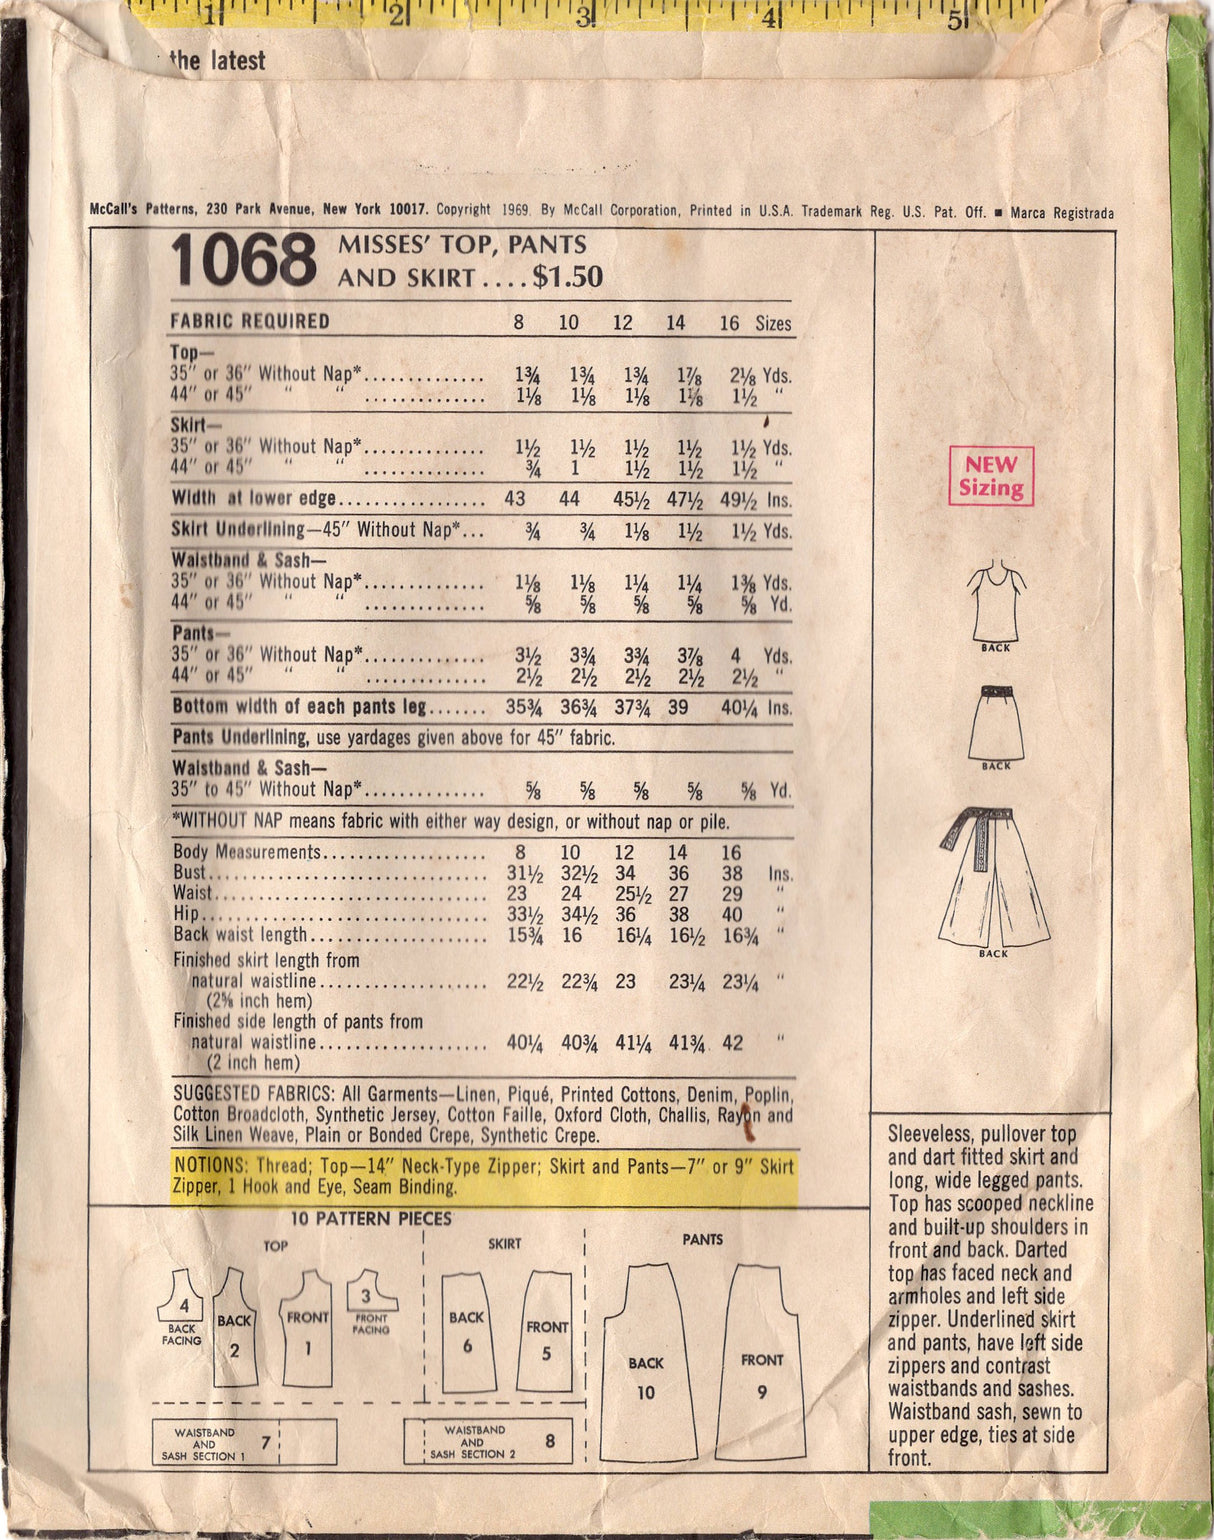 1 2 3 4 5
the latest
McCall's Patterns, 230 Park Avenue, New York 10017. Copyright 1969. By McCall Corporation, Printed in U.S.A. Trademark Reg. U.S. Pat. Off. ■ Marca Registrada
1068 MISSES' TOP, PANTS
AND SKIRT....$1.50
FABRIC REQUIRED 8 10 12 14 16 Sizes
Top—
35" or 36" Without Nap*.............. 1¾ 1¾ 1¾ 1⅞ 2⅛ Yds.
44" or 45" " " .............. 1⅛ 1⅛ 1⅛ 1⅛ 1½ "
Skirt—
35" or 36" Without Nap*.............. 1½ 1½ 1½ 1½ 1½ Yds.
44" or 45" " " .............. ¾ 1 1½ 1½ 1½ "
Width at lower edge................. 43 44 45½ 47½ 49½ Ins.
Skirt Underlining—45" Without Nap*... ¾ ¾ 1⅛ 1½ 1½ Yds.
Waistband & Sash—
35" or 36" Without Nap*.............. 1⅛ 1⅛ 1¼ 1¼ 1⅜ Yds.
44" or 45" " " .............. ⅝ ⅝ ⅝ ⅝ ⅝ Yd.
Pants—
35" or 36" Without Nap*.............. 3½ 3¾ 3¾ 3⅞ 4 Yds.
44" or 45" " " .............. 2½ 2½ 2½ 2½ 2½ "
Bottom width of each pants leg....... 35¾ 36¾ 37¾ 39 40¼ Ins.
Pants Underlining, use yardages given above for 45" fabric.
Waistband & Sash—
35" to 45" Without Nap*.............. ⅝ ⅝ ⅝ ⅝ ⅝ Yd.
*WITHOUT NAP means fabric with either way design, or without nap or pile.
Body Measurements................... 8 10 12 14 16
Bust................................ 31½ 32½ 34 36 38 Ins.
Waist............................... 23 24 25½ 27 29 "
Hip................................. 33½ 34½ 36 38 40 "
Back waist length.................... 15¾ 16 16¼ 16½ 16¾ "
Finished skirt length from
natural waistline................... 22½ 22¾ 23 23¼ 23¼ "
(2⅝ inch hem)
Finished side length of pants from
natural waistline................... 40¼ 40¾ 41¼ 41¾ 42 "
(2 inch hem)
SUGGESTED FABRICS: All Garments—Linen, Piqué, Printed Cottons, Denim, Poplin,
Cotton Broadcloth, Synthetic Jersey, Cotton Faille, Oxford Cloth, Challis, Rayon and
Silk Linen Weave, Plain or Bonded Crepe, Synthetic Crepe.
NOTIONS: Thread; Top—14" Neck-Type Zipper; Skirt and Pants—7" or 9" Skirt
Zipper, 1 Hook and Eye, Seam Binding.
10 PATTERN PIECES
TOP
SKIRT
PANTS
4
BACK
FACING
BACK
2
FRONT
1
3
FRONT
FACING
BACK
6
FRONT
5
BACK
10
FRONT
9
WAISTBAND
AND
SASH SECTION 1
7
WAISTBAND
AND
SASH SECTION 2
8
NEW
Sizing
BACK
BACK
BACK
Sleeveless, pullover top
and dart fitted skirt and
long, wide legged pants.
Top has scooped neckline
and built-up shoulders in
front and back. Darted
top has faced neck and
armholes and left side
zipper. Underlined skirt
and pants, have left side
zippers and contrast
waistbands and sashes.
Waistband sash, sewn to
upper edge, ties at side
front.